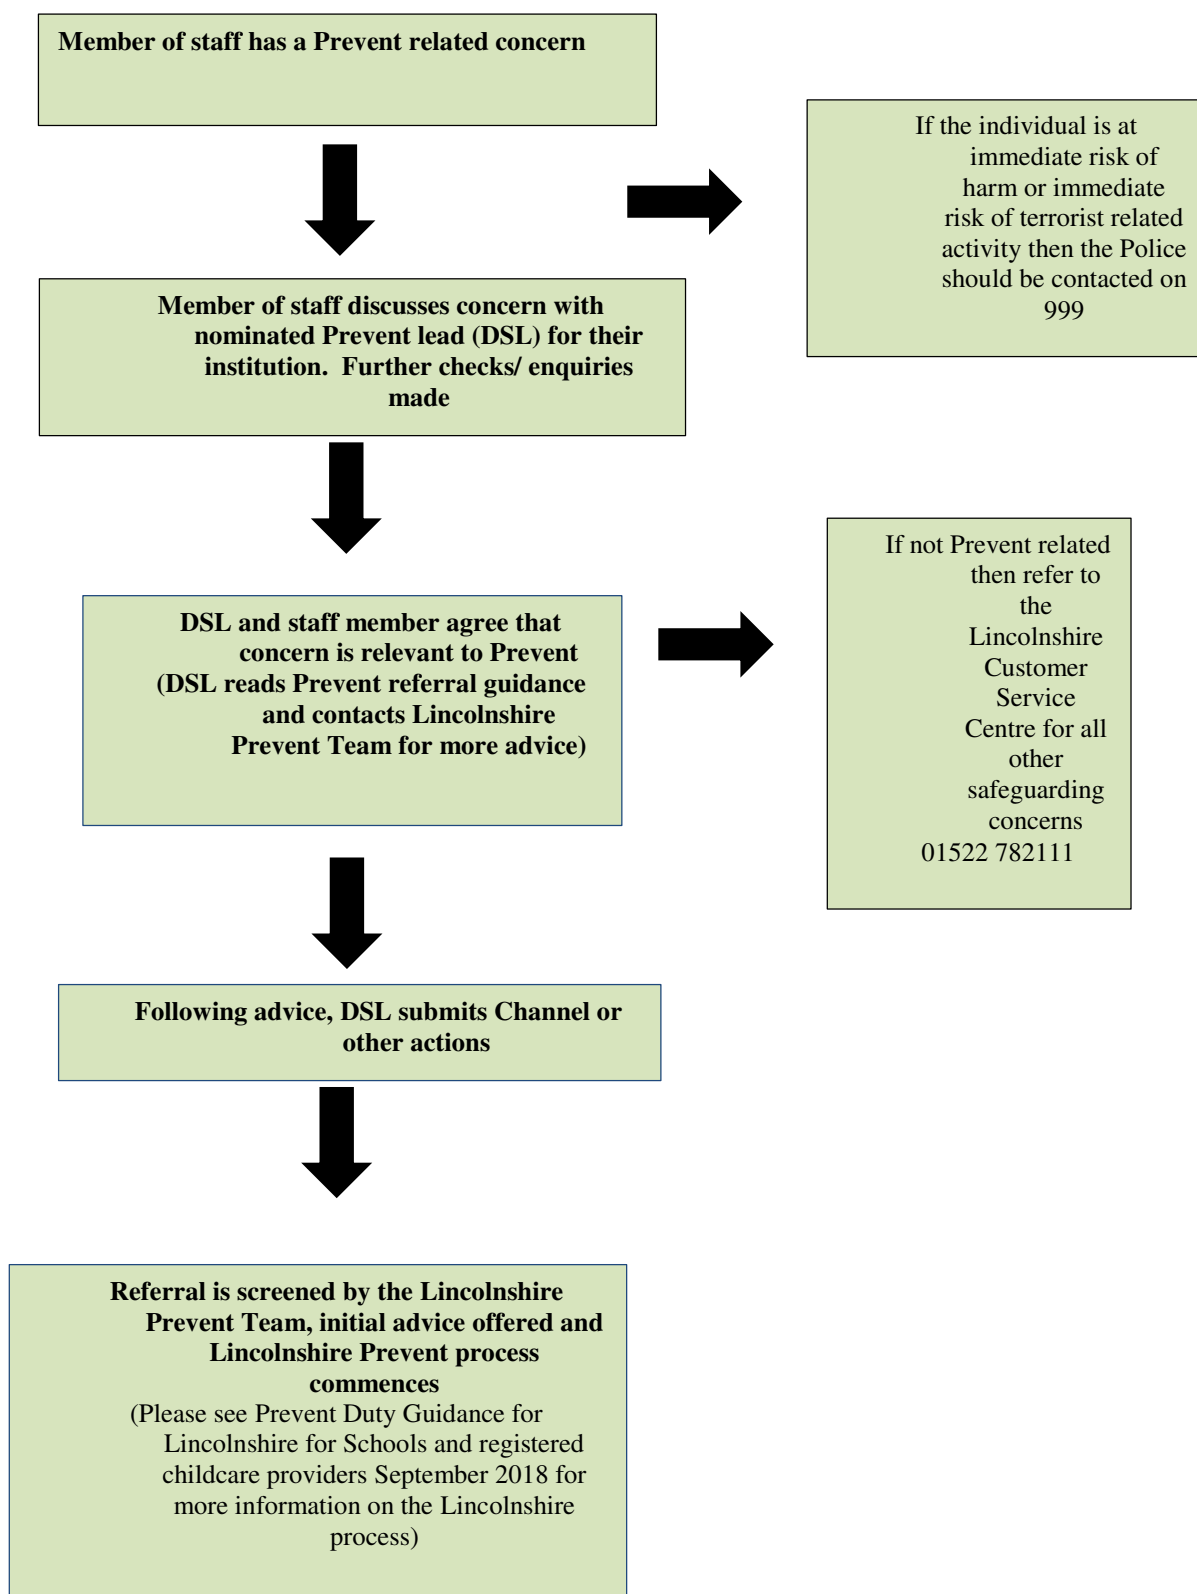 Member of staff has a Prevent related concern
If the individual is at
immediate risk of
harm or immediate
risk of terrorist related
activity then the Police
should be contacted on
999
Member of staff discusses concern with
nominated Prevent lead (DSL) for their
institution.  Further checks/ enquiries
made
If not Prevent related
then refer to
the
Lincolnshire
Customer
Service
Centre for all
other
safeguarding
concerns
01522 782111
DSL and staff member agree that
concern is relevant to Prevent
(DSL reads Prevent referral guidance
and contacts Lincolnshire
Prevent Team for more advice)
Following advice, DSL submits Channel or
other actions
Referral is screened by the Lincolnshire
Prevent Team, initial advice offered and
Lincolnshire Prevent process
commences
(Please see Prevent Duty Guidance for
Lincolnshire for Schools and registered
childcare providers September 2018 for
more information on the Lincolnshire
process)